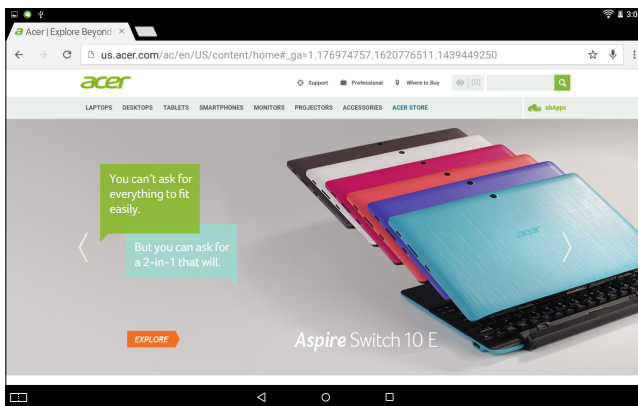 3:0
Acer | Explore Beyond
us.acer.com/ac/en/US/content/home#_ga=1.176974757.1620776511.1439449250
acer
Support Professional Where to Buy (0)
LAPTOPS DESKTOPS TABLETS SMARTPHONES MONITORS PROJECTORS ACCESSORIES ACER STORE abApps
You can't ask for
everything to fit
easily.
But you can ask for
a 2-in-1 that will.
acer
EXPLORE
Aspire Switch 10 E